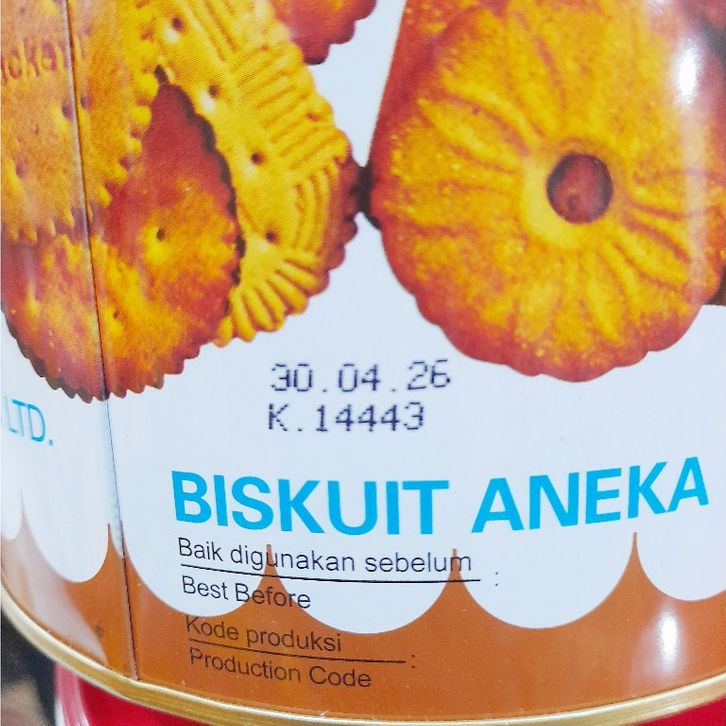 LTD.
30.04.26
K.14443
BISKUIT ANEKA
Baik digunakan sebelum :
Best Before
Kode produksi :
Production Code